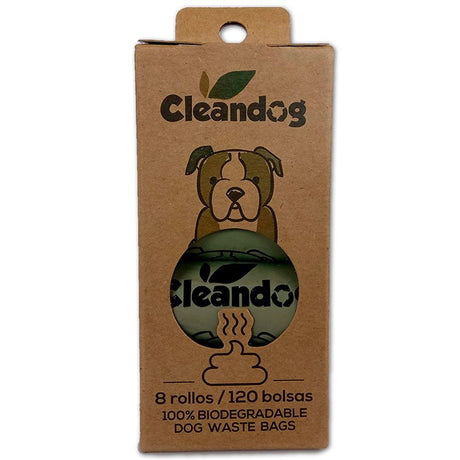 Cleandog
Cleandog
8 rollos / 120 bolsas
100% BIODEGRADABLE
DOG WASTE BAGS